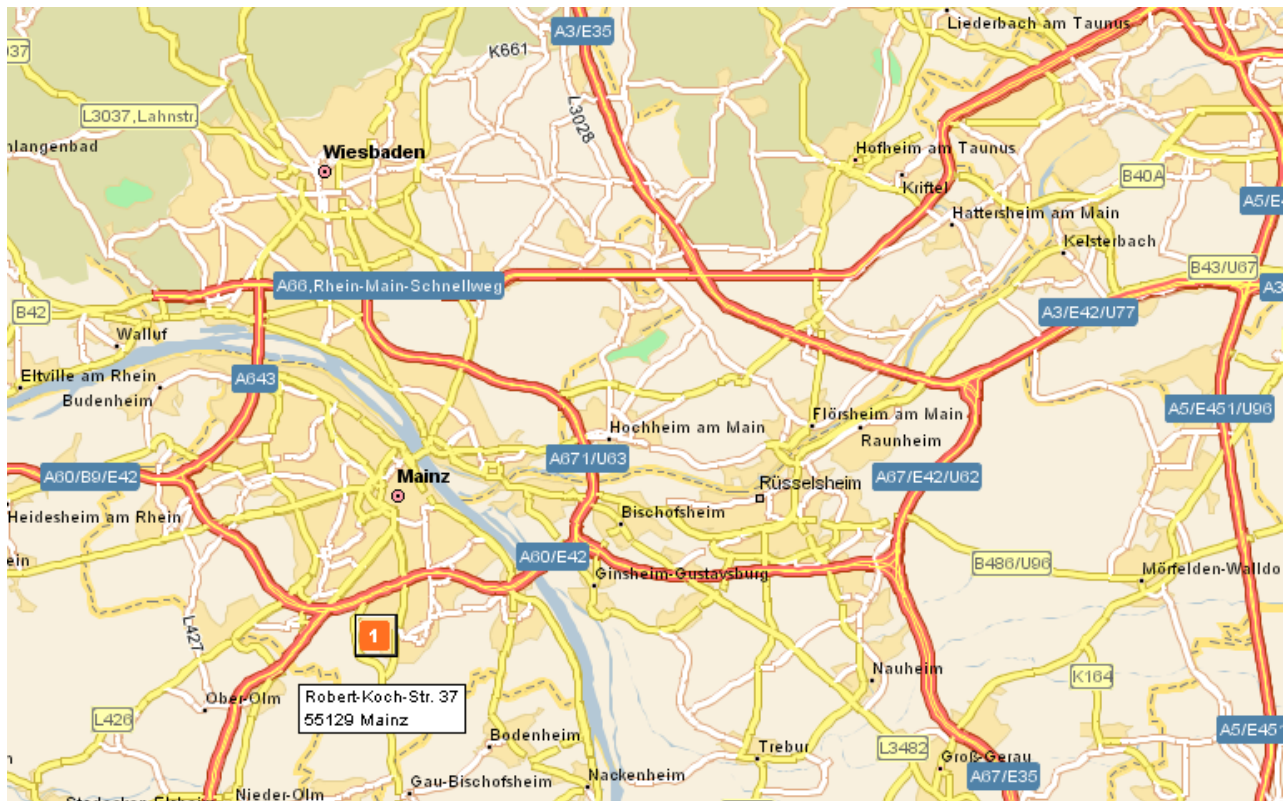 Liederbach am Taunus
A3/E35
K661
037
L3037,Lahnstr.
L3028
Wiesbaden
Hofheim am Taunus
nlangenbad
Kriftel
B40A
A5/E4
Hattersheim am Main
Kelsterbach
B43/U67
A66,Rhein-Main-Schnellweg
A3
B42
A3/E42/U77
Walluf
A643
Eltville am Rhein
Budenheim
A5/E451/U96
Flörsheim am Main
Hochheim am Main
Raunheim
A671/U63
A60/B9/E42
Mainz
A67/E42/U62
Rüsselsheim
Heidesheim am Rhein
Bischofsheim
A60/E42
ein
B486/U96
Mörfelden-Walldo
Ginsheim-Gustavsburg
L427
1
Nauheim
K164
Robert-Koch-Str. 37
55129 Mainz
Ober-Olm
L426
A5/E451
Bodenheim
Trebur
L3482
Groß-Gerau
A67/E35
Gau-Bischofsheim
Nackenheim
Nieder-Olm